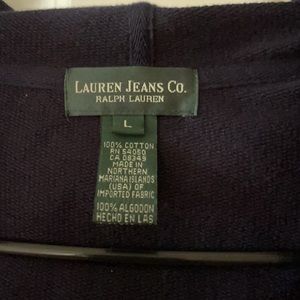 LAUREN JEANS CO.
RALPH LAUREN
L
100% COTTON
RN 54050
CA 08349
MADE IN
NORTHERN
MARIANA ISLANDS
(USA) OF
IMPORTED FABRIC
100% ALGODON
HECHO EN LAS